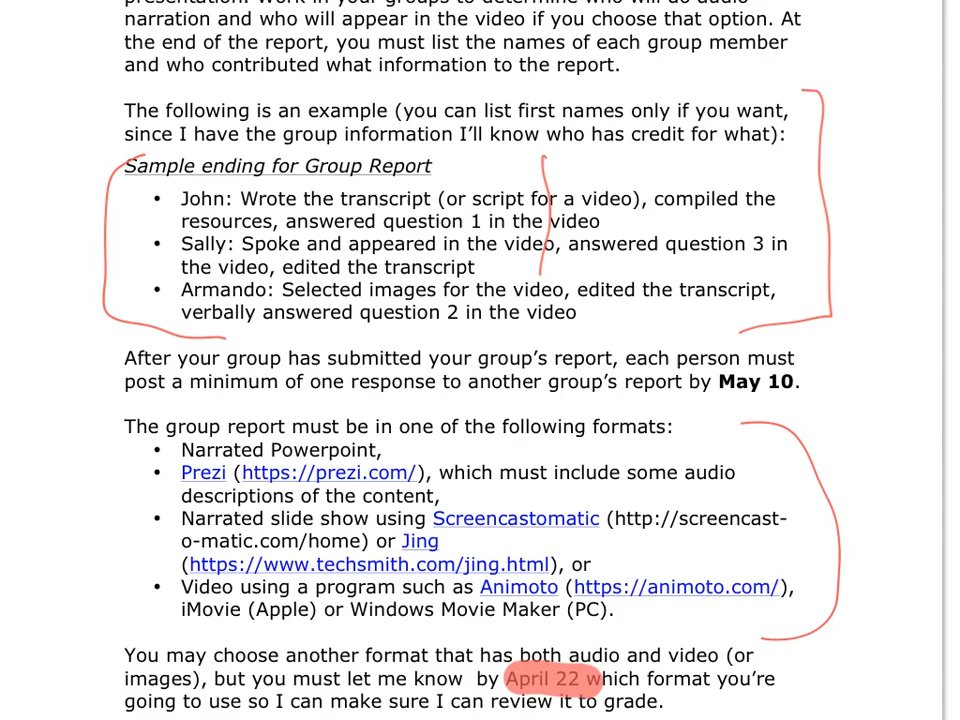 presentation. Work in your groups to determine who will do audio
narration and who will appear in the video if you choose that option. At
the end of the report, you must list the names of each group member
and who contributed what information to the report.
The following is an example (you can list first names only if you want,
since I have the group information I’ll know who has credit for what):
Sample ending for Group Report
• John: Wrote the transcript (or script for a video), compiled the
resources, answered question 1 in the video
• Sally: Spoke and appeared in the video, answered question 3 in
the video, edited the transcript
• Armando: Selected images for the video, edited the transcript,
verbally answered question 2 in the video
After your group has submitted your group’s report, each person must
post a minimum of one response to another group’s report by May 10.
The group report must be in one of the following formats:
• Narrated Powerpoint,
• Prezi (https://prezi.com/), which must include some audio
descriptions of the content,
• Narrated slide show using Screencastomatic (http://screencast-
o-matic.com/home) or Jing
(https://www.techsmith.com/jing.html), or
• Video using a program such as Animoto (https://animoto.com/),
iMovie (Apple) or Windows Movie Maker (PC).
You may choose another format that has both audio and video (or
images), but you must let me know  by April 22 which format you’re
going to use so I can make sure I can review it to grade.